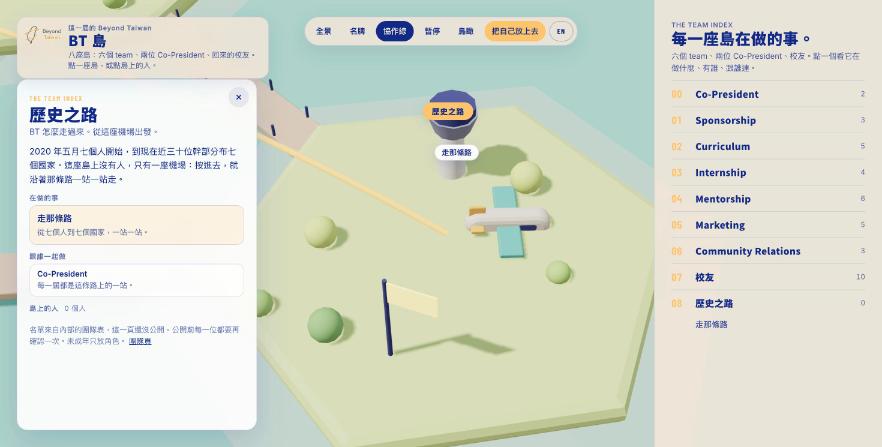 Beyond
Taiwan
這一屆的 Beyond Taiwan
BT 島
八座島：六個 team、兩位 Co-President、回來的校友。
點一座島，或點島上的人。
全景
名牌
協作線
暫停
鳥瞰
把自己放上去
EN
THE TEAM INDEX
歷史之路
BT 怎麼走過來。從這座機場出發。
2020 年五月七個人開始，到現在近三十位幹部分布七
個國家。這座島上沒有人，只有一座機場：按進去，就
沿著那條路一站一站走。
在做的事
走那條路
從七個人到七個國家，一站一站。
跟誰一起做
Co-President
每一屆都是這條路上的一站。
島上的人 0 個人
名單來自內部的團隊表，這一頁還沒公開。公開前每一位都要再
確認一次。未成年只放角色。 團隊頁
歷史之路
走那條路
THE TEAM INDEX
每一座島在做的事。
六個 team、兩位 Co-President、校友。點一個看它在
做什麼、有誰、跟誰連。
00 Co-President 2
01 Sponsorship 3
02 Curriculum 5
03 Internship 4
04 Mentorship 6
05 Marketing 5
06 Community Relations 3
07 校友 10
08 歷史之路 0
走那條路